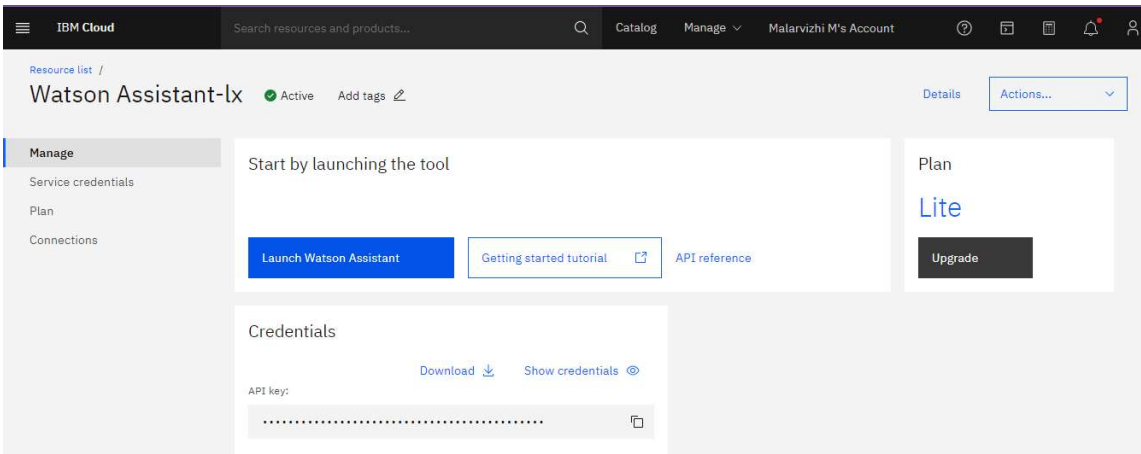 IBM Cloud
Search resources and products...
Catalog
Manage
Malarvizhi M's Account
Resource list /
Watson Assistant-lx
Active
Add tags
Details
Actions...
Manage
Service credentials
Plan
Connections
Start by launching the tool
Launch Watson Assistant
Getting started tutorial
API reference
Plan
Lite
Upgrade
Credentials
Download
Show credentials
API key:
............................................